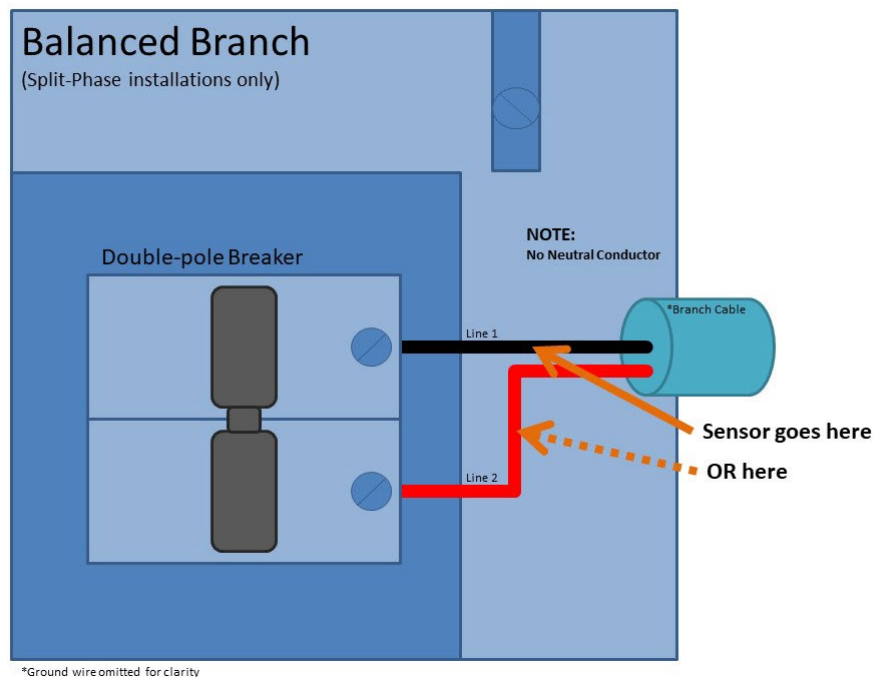 Balanced Branch
(Split-Phase installations only)
NOTE:
No Neutral Conductor
Double-pole Breaker
*Branch Cable
Line 1
Sensor goes here
OR here
Line 2
*Ground wire omitted for clarity